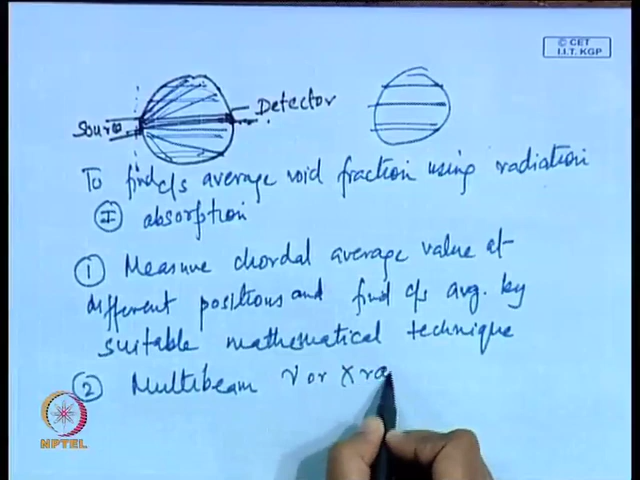 © CET
I.I.T. KGP
Source
Detector
To find c/s average void fraction using radiation
I absorption
1 Measure chordal average value at
different positions and find c/s avg. by
suitable mathematical technique
2 Multibeam γ or X ra
NPTEL